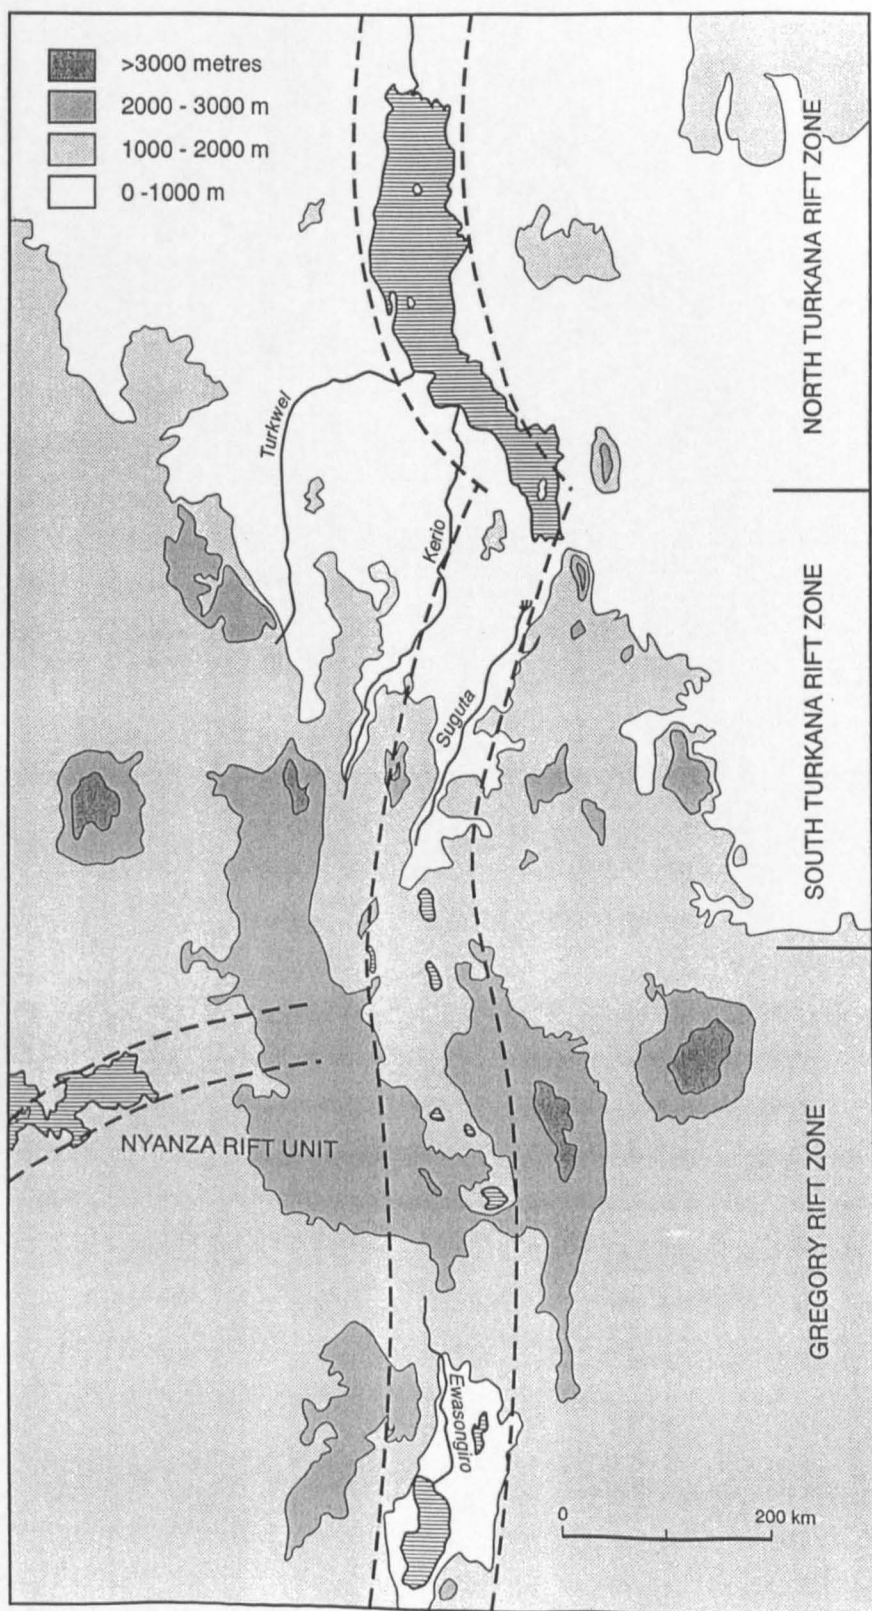 >3000 metres
2000 - 3000 m
1000 - 2000 m
0 -1000 m
NORTH TURKANA RIFT ZONE
Turkwel
Kerio
SOUTH TURKANA RIFT ZONE
Suguta
NYANZA RIFT UNIT
GREGORY RIFT ZONE
Ewasongiro
0 200 km